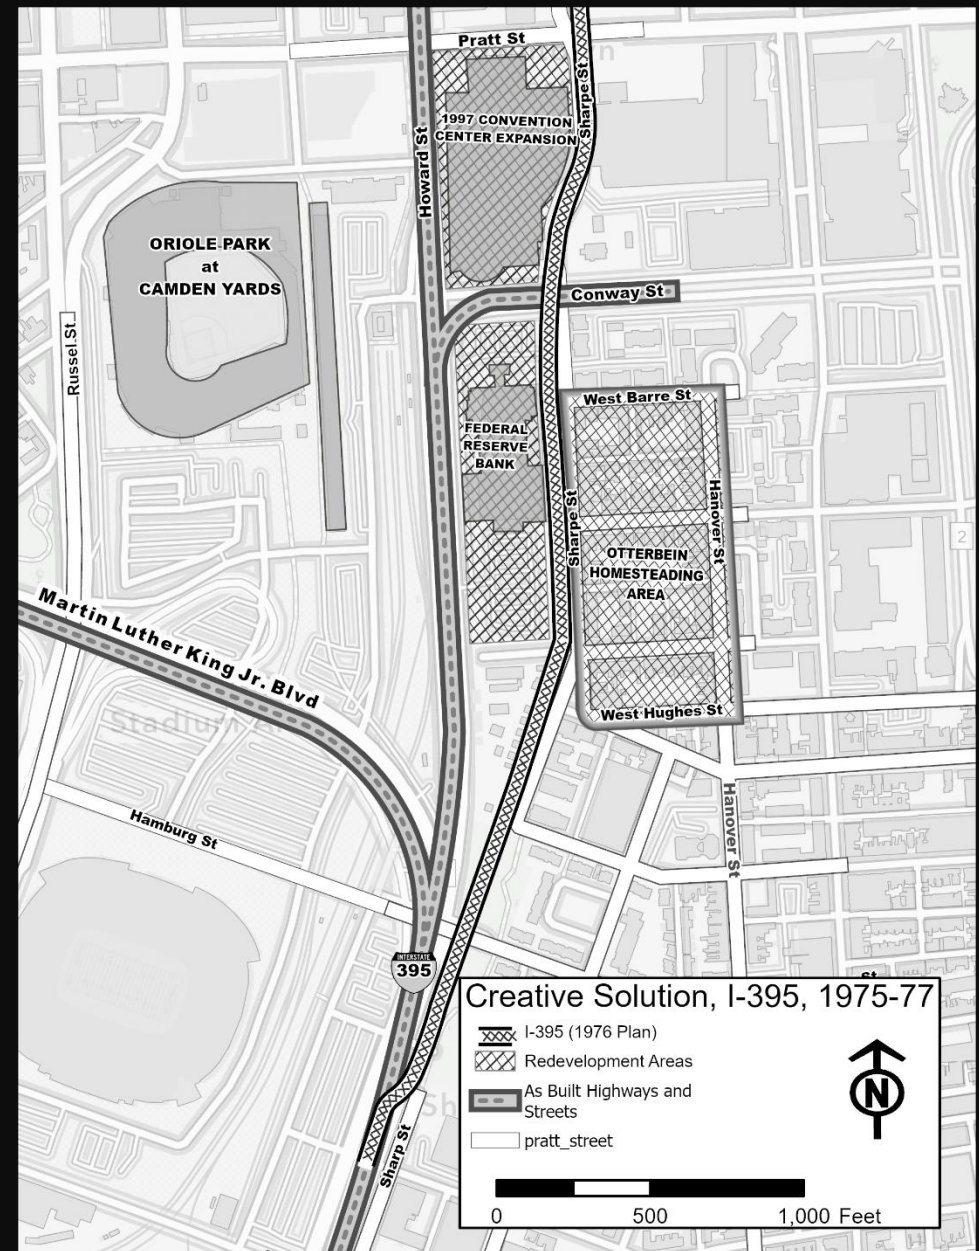 Pratt St
Sharpe St
1997 CONVENTION
CENTER EXPANSION
Howard St
ORIOLE PARK
at
CAMDEN YARDS
Conway St
Russel St
West Barre St
FEDERAL
RESERVE
BANK
Sharpe St
Hanover St
2
OTTERBEIN
HOMESTEADING
AREA
Martin Luther King Jr. Blvd
West Hughes St
Stadium
Hamburg St
Hanover St
INTERSTATE
395
St
Sharp St
Creative Solution, I-395, 1975-77
I-395 (1976 Plan)
Redevelopment Areas
As Built Highways and
Streets
pratt_street
N
0 500 1,000 Feet